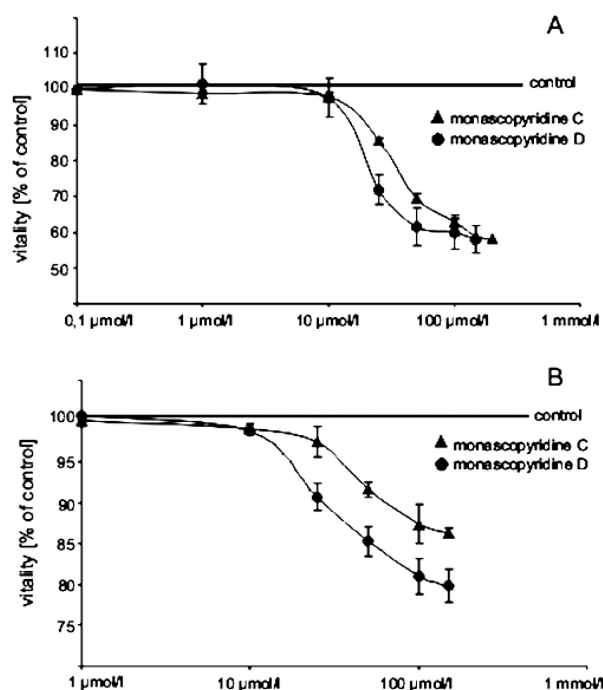 A
110
100
90
80
70
60
50
vitality [% of control]
control
monascopyridine C
monascopyridine D
0,1 µmol/l 1 µmol/l 10 µmol/l 100 µmol/l 1 mmol/l
B
100
95
90
85
80
75
vitality [% of control]
control
monascopyridine C
monascopyridine D
1 µmol/l 10 µmol/l 100 µmol/l 1 mmol/l